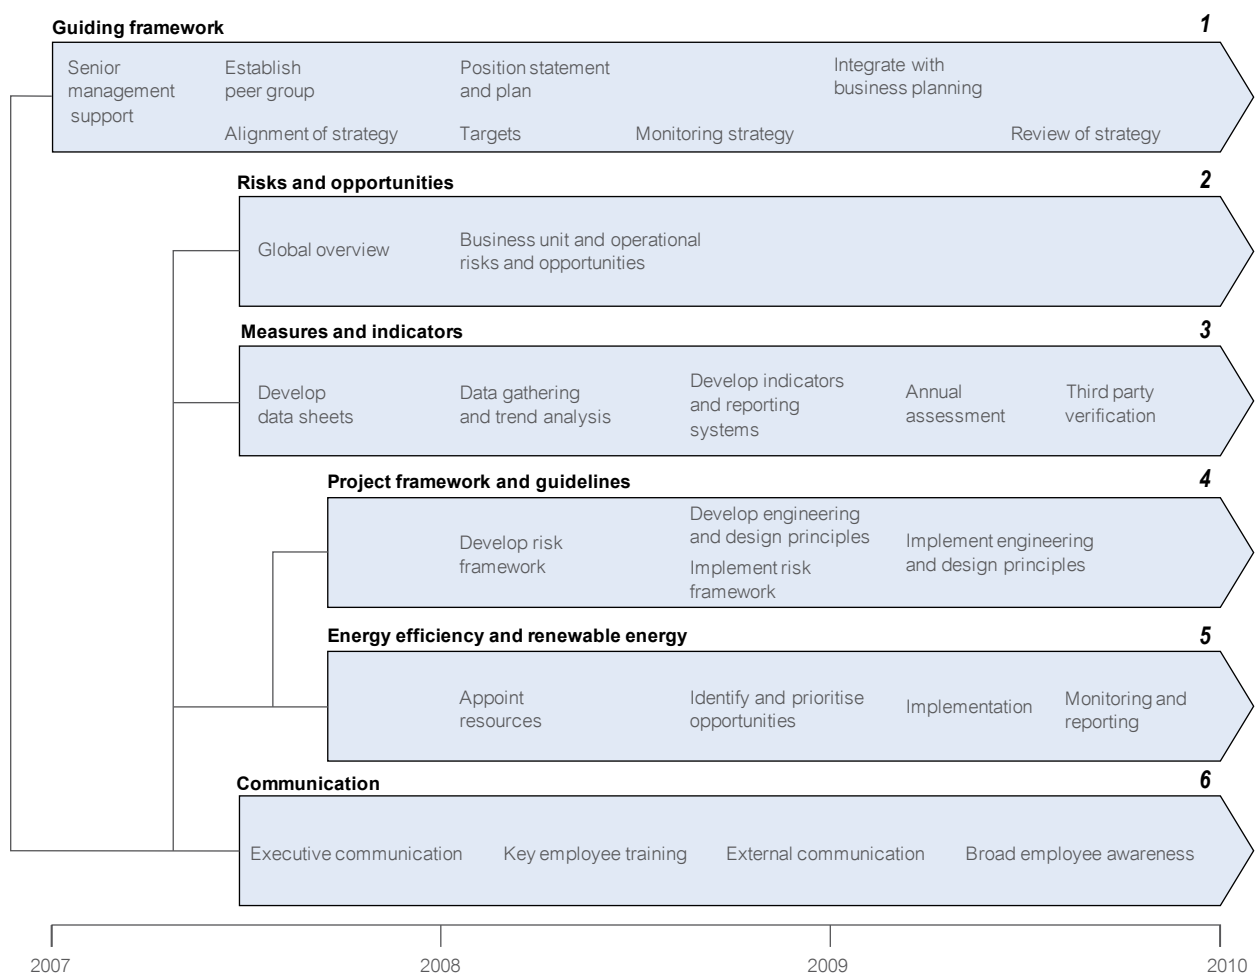 Guiding framework
1
Senior
management
support
Establish
peer group
Alignment of strategy
Position statement
and plan
Targets
Monitoring strategy
Integrate with
business planning
Review of strategy
Risks and opportunities
2
Global overview
Business unit and operational
risks and opportunities
Measures and indicators
3
Develop
data sheets
Data gathering
and trend analysis
Develop indicators
and reporting
systems
Annual
assessment
Third party
verification
Project framework and guidelines
4
Develop risk
framework
Develop engineering
and design principles
Implement risk
framework
Implement engineering
and design principles
Energy efficiency and renewable energy
5
Appoint
resources
Identify and prioritise
opportunities
Implementation
Monitoring and
reporting
Communication
6
Executive communication
Key employee training
External communication
Broad employee awareness
2007
2008
2009
2010